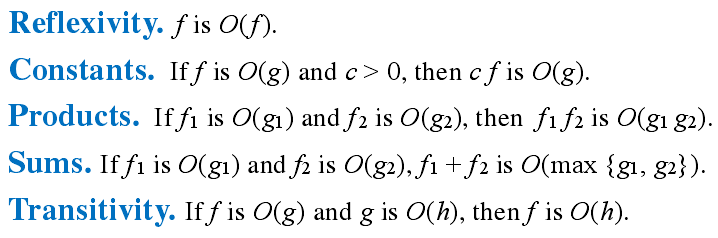 Reflexivity. f is O(f).
Constants. If f is O(g) and c > 0, then c f is O(g).
Products. If f1 is O(g1) and f2 is O(g2), then f1 f2 is O(g1 g2).
Sums. If f1 is O(g1) and f2 is O(g2), f1 + f2 is O(max {g1, g2}).
Transitivity. If f is O(g) and g is O(h), then f is O(h).